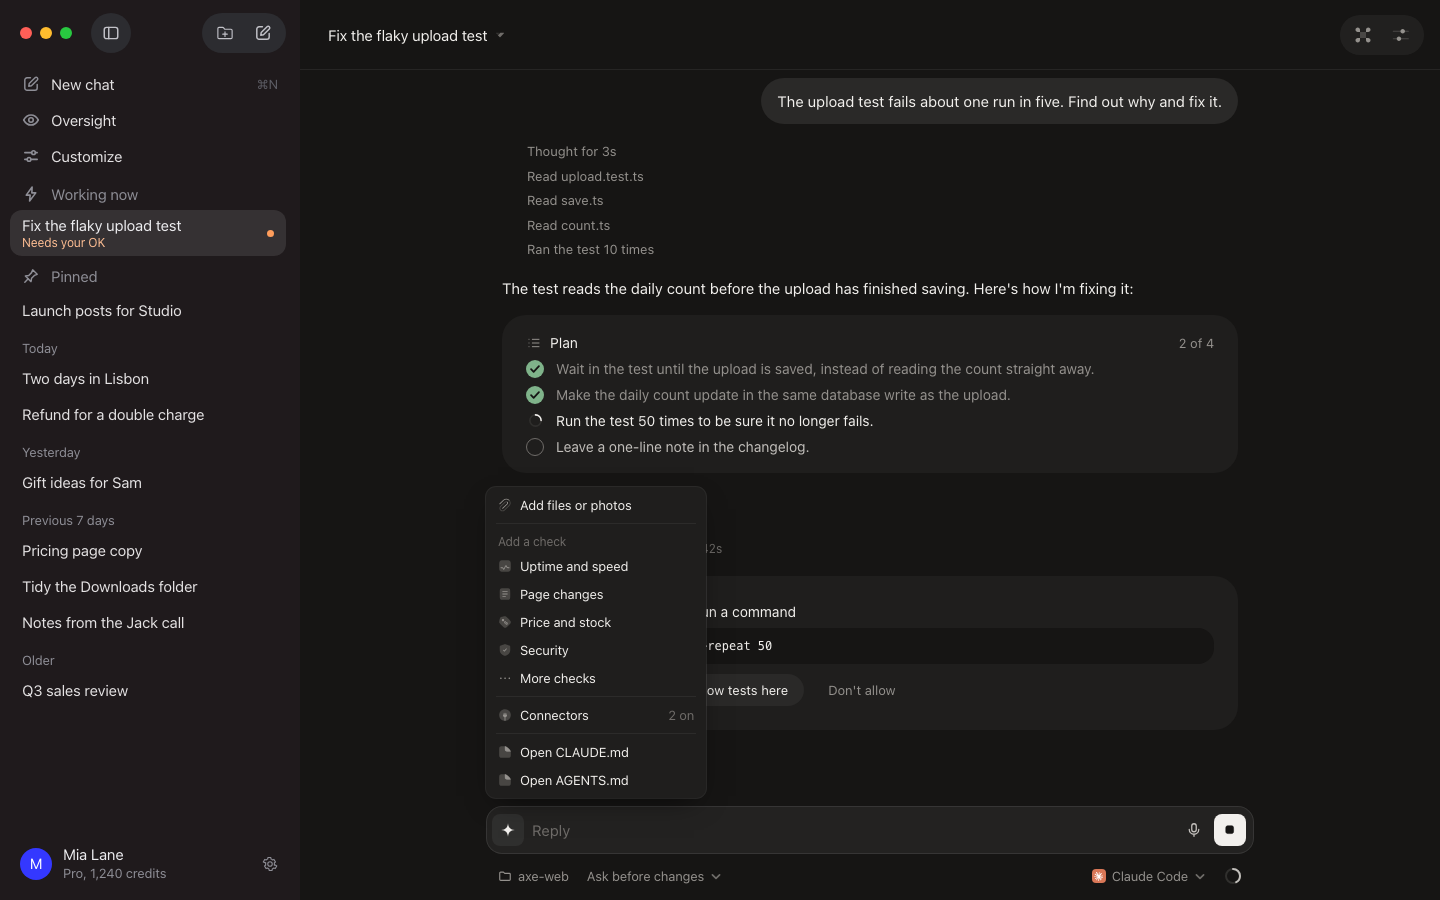 New chat
⌘N
Oversight
Customize
Working now
Fix the flaky upload test
Needs your OK
Pinned
Launch posts for Studio
Today
Two days in Lisbon
Refund for a double charge
Yesterday
Gift ideas for Sam
Previous 7 days
Pricing page copy
Tidy the Downloads folder
Notes from the Jack call
Older
Q3 sales review
M
Mia Lane
Pro, 1,240 credits
Fix the flaky upload test
The upload test fails about one run in five. Find out why and fix it.
Thought for 3s
Read upload.test.ts
Read save.ts
Read count.ts
Ran the test 10 times
The test reads the daily count before the upload has finished saving. Here's how I'm fixing it:
Plan
2 of 4
Wait in the test until the upload is saved, instead of reading the count straight away.
Make the daily count update in the same database write as the upload.
Run the test 50 times to be sure it no longer fails.
Leave a one-line note in the changelog.
Add files or photos
Add a check
Uptime and speed
Page changes
Price and stock
Security
More checks
Connectors
2 on
Open CLAUDE.md
Open AGENTS.md
42s
a command
repeat 50
tests here
Don't allow
Reply
axe-web
Ask before changes
Claude Code